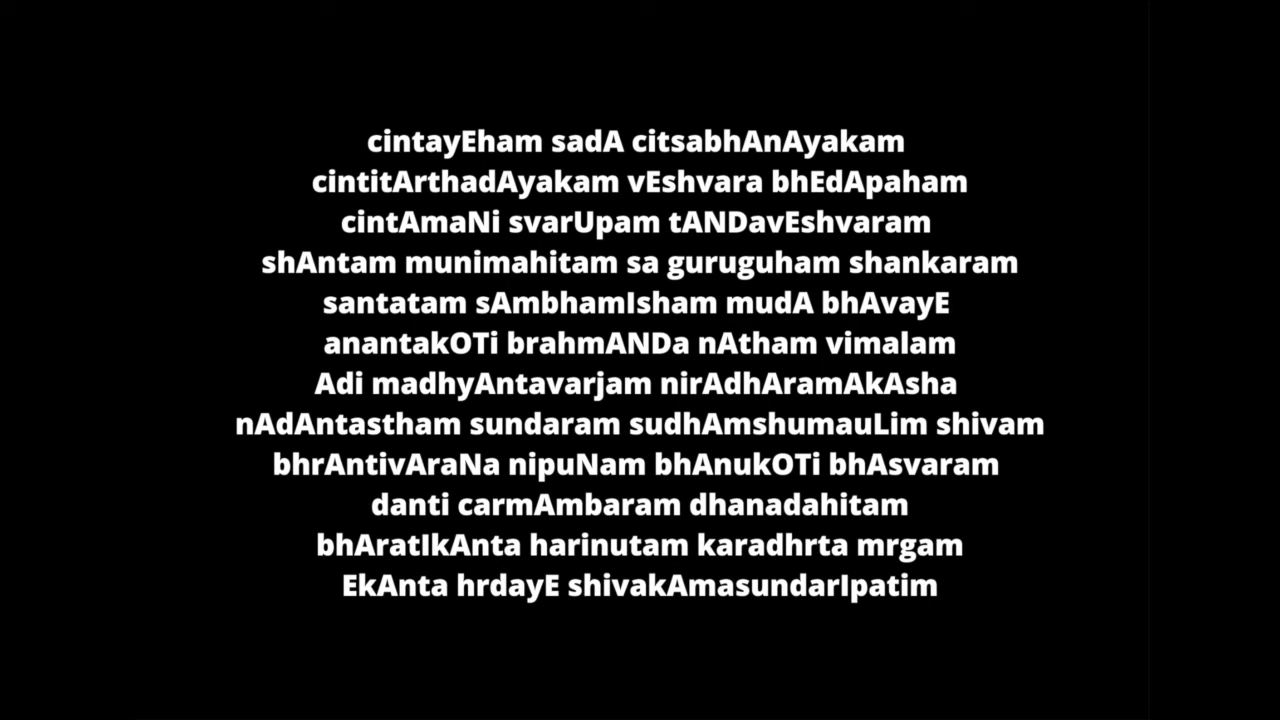 cintayEham sadA citsabhAnAyakam
cintitArthadAyakam vEshvara bhEdApaham
cintAmaNi svarUpam tANDavEshvaram
shAntam munimahitam sa guruguham shankaram
santatam sAmbhamIsham mudA bhAvayE
anantakOTi brahmANDa nAtham vimalam
Adi madhyAntavarjam nirAdhAramAkAsha
nAdAntastham sundaram sudhAmshumauLim shivam
bhrAntivAraNa nipuNam bhAnukOTi bhAsvaram
danti carmAmbaram dhanadahitam
bhAratIkAnta harinutam karadhrta mrgam
EkAnta hrdayE shivakAmasundarIpatim